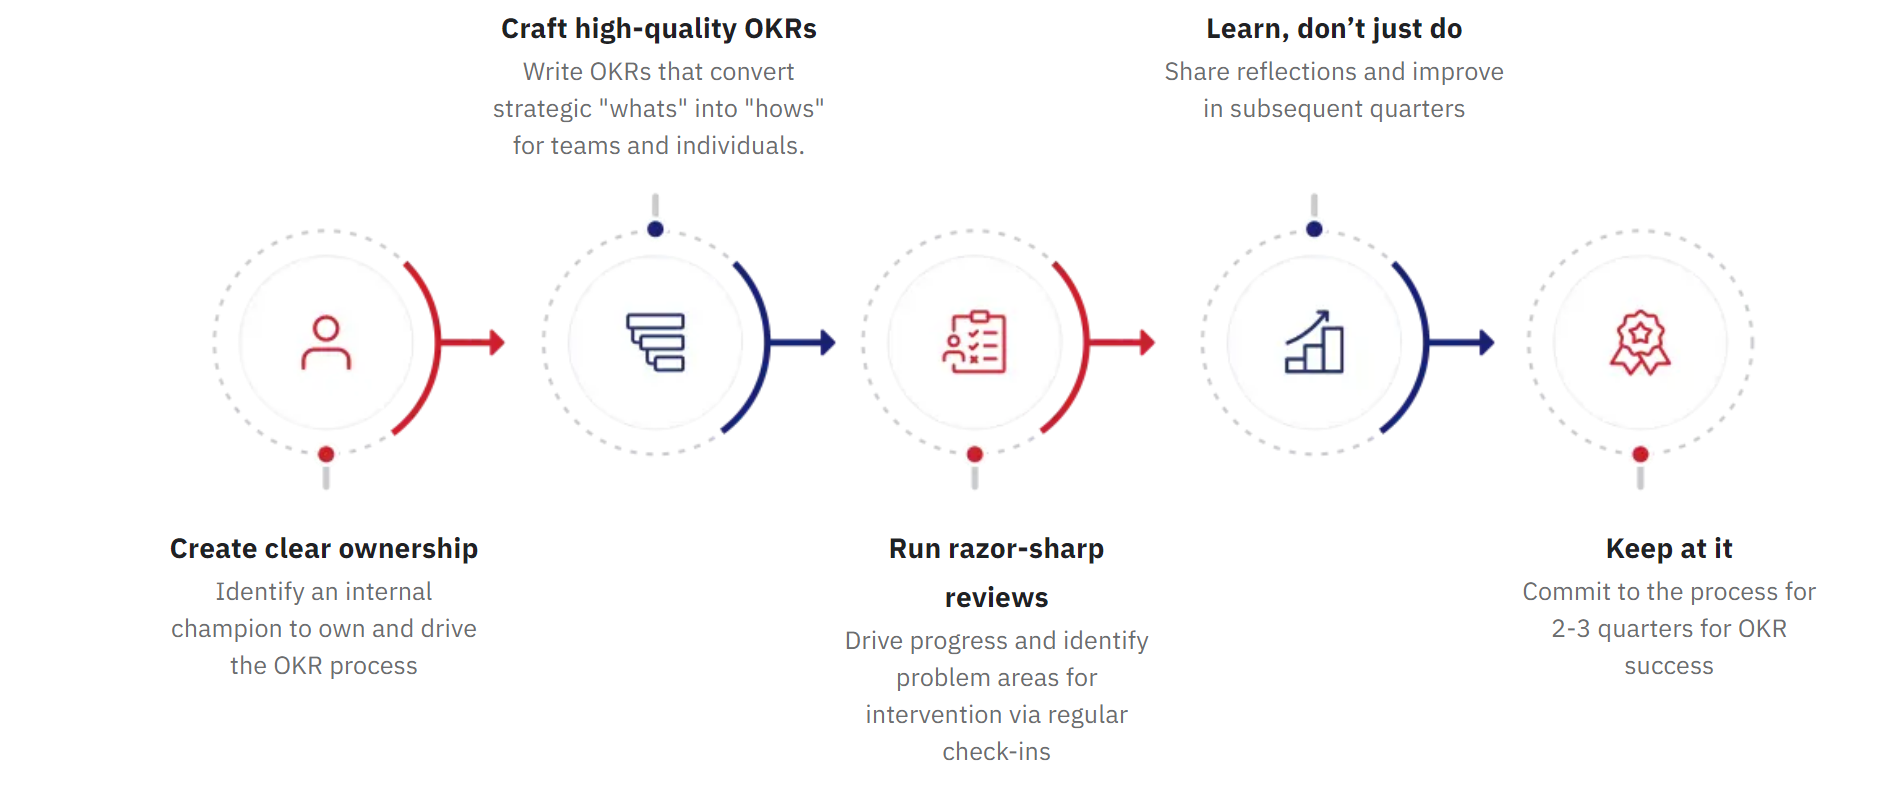 Craft high-quality OKRs
Write OKRs that convert
strategic "whats" into "hows"
for teams and individuals.
Learn, don’t just do
Share reflections and improve
in subsequent quarters
Create clear ownership
Identify an internal
champion to own and drive
the OKR process
Run razor-sharp
reviews
Drive progress and identify
problem areas for
intervention via regular
check-ins
Keep at it
Commit to the process for
2-3 quarters for OKR
success